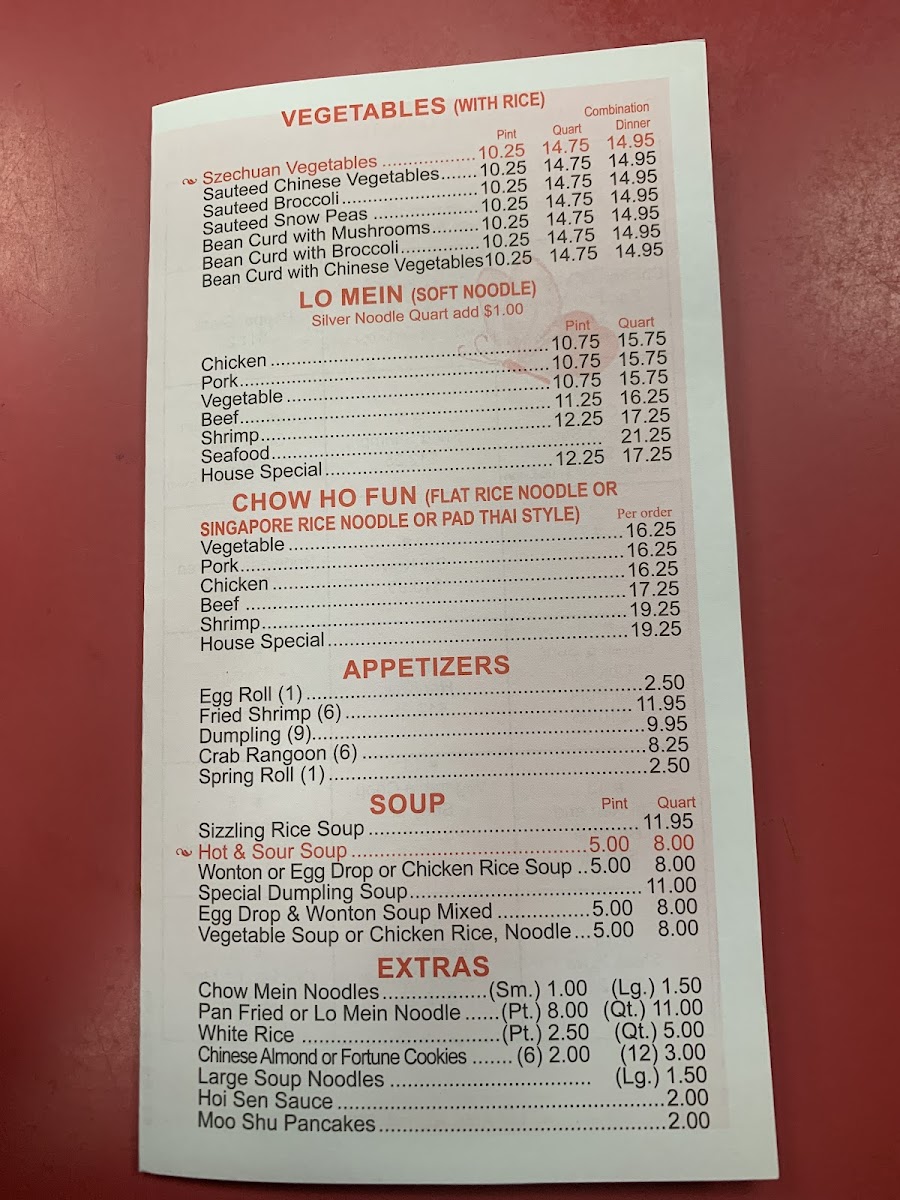 VEGETABLES (WITH RICE)
Combination
Pint Quart Dinner
Szechuan Vegetables .................. 10.25 14.75 14.95
Sauteed Chinese Vegetables....... 10.25 14.75 14.95
Sauteed Broccoli......................... 10.25 14.75 14.95
Sauteed Snow Peas ................... 10.25 14.75 14.95
Bean Curd with Mushrooms......... 10.25 14.75 14.95
Bean Curd with Broccoli.............. 10.25 14.75 14.95
Bean Curd with Chinese Vegetables10.25 14.75 14.95
LO MEIN (SOFT NOODLE)
Silver Noodle Quart add $1.00
Pint Quart
Chicken .................................................. 10.75 15.75
Pork........................................................ 10.75 15.75
Vegetable ............................................... 10.75 15.75
Beef........................................................ 11.25 16.25
Shrimp.................................................... 12.25 17.25
Seafood........................................................... 21.25
House Special......................................... 12.25 17.25
CHOW HO FUN (FLAT RICE NOODLE OR
SINGAPORE RICE NOODLE OR PAD THAI STYLE) Per order
Vegetable ............................................................ 16.25
Pork..................................................................... 16.25
Chicken ............................................................... 16.25
Beef .................................................................... 17.25
Shrimp................................................................. 19.25
House Special...................................................... 19.25
APPETIZERS
Egg Roll (1) ............................................................ 2.50
Fried Shrimp (6) ................................................... 11.95
Dumpling (9)........................................................... 9.95
Crab Rangoon (6) ................................................... 8.25
Spring Roll (1) ......................................................... 2.50
SOUP Pint Quart
Sizzling Rice Soup ................................................ 11.95
Hot & Sour Soup ......................................... 5.00 8.00
Wonton or Egg Drop or Chicken Rice Soup .. 5.00 8.00
Special Dumpling Soup......................................... 11.00
Egg Drop & Wonton Soup Mixed ................ 5.00 8.00
Vegetable Soup or Chicken Rice, Noodle... 5.00 8.00
EXTRAS
Chow Mein Noodles.................. (Sm.) 1.00 (Lg.) 1.50
Pan Fried or Lo Mein Noodle ...... (Pt.) 8.00 (Qt.) 11.00
White Rice ................................... (Pt.) 2.50 (Qt.) 5.00
Chinese Almond or Fortune Cookies ....... (6) 2.00 (12) 3.00
Large Soup Noodles ................................... (Lg.) 1.50
Hoi Sen Sauce ......................................................... 2.00
Moo Shu Pancakes.................................................. 2.00